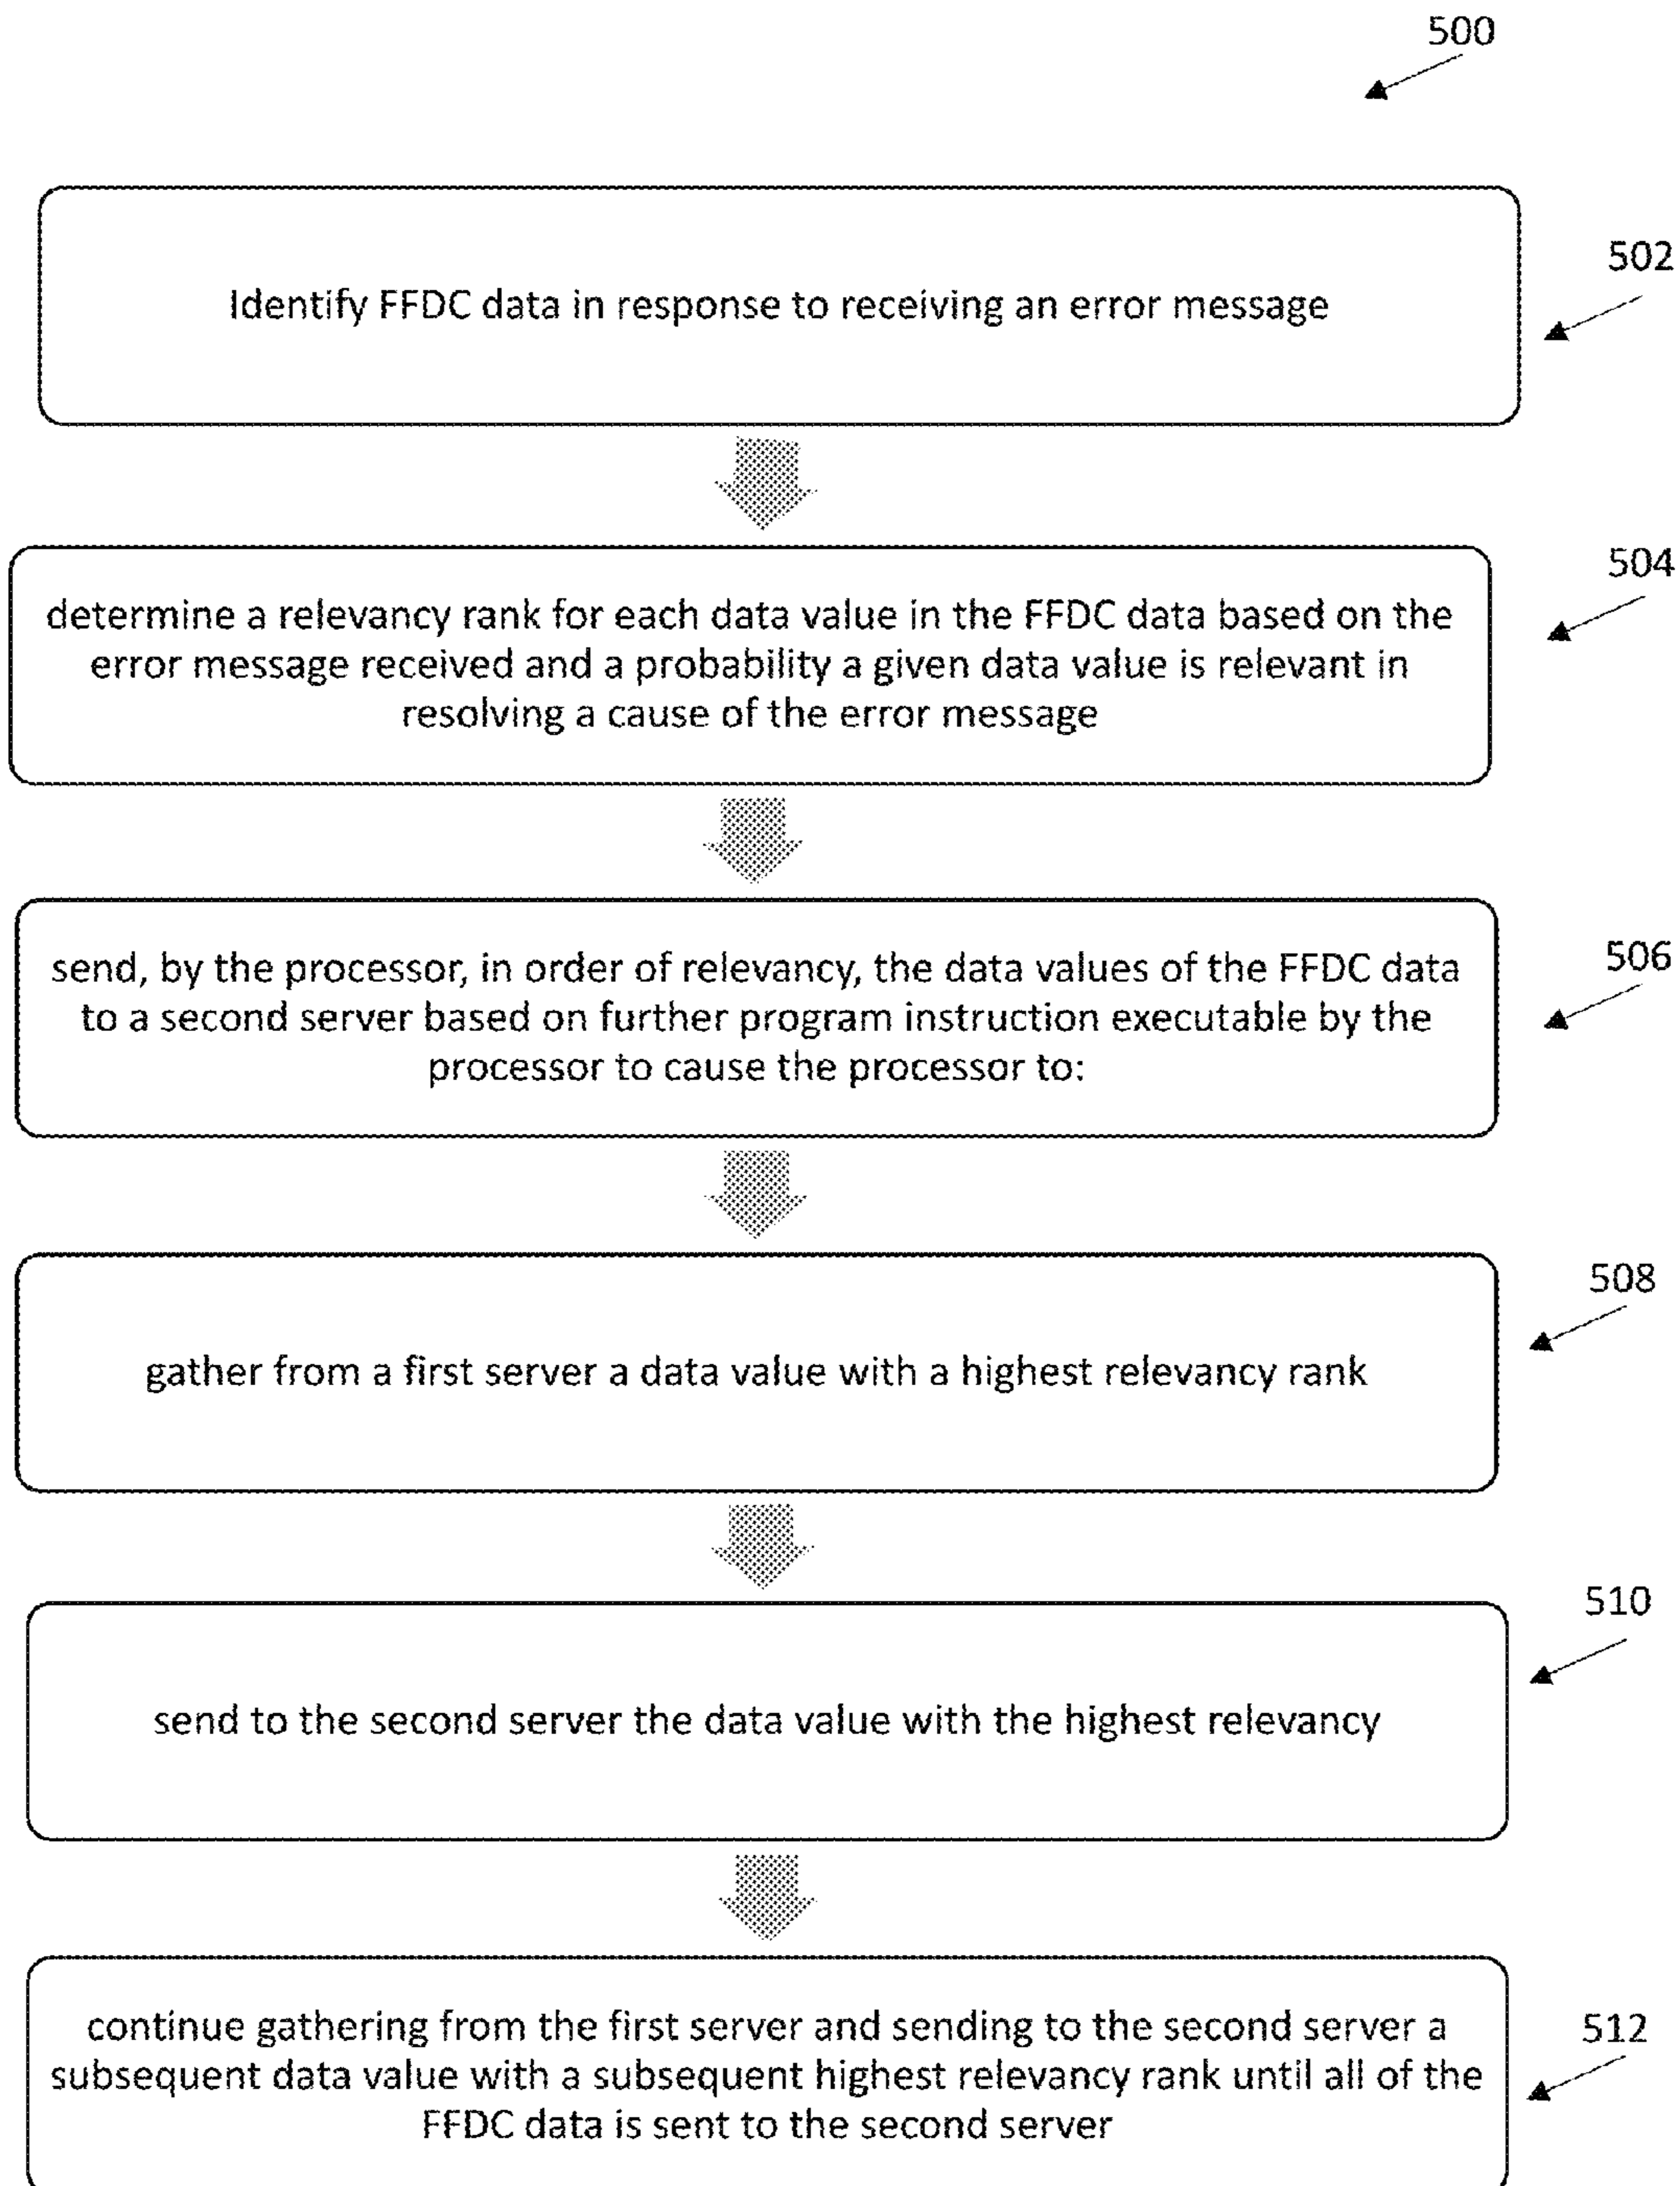 500
Identify FFDC data in response to receiving an error message
502
determine a relevancy rank for each data value in the FFDC data based on the
error message received and a probability a given data value is relevant in
resolving a cause of the error message
504
send, by the processor, in order of relevancy, the data values of the FFDC data
to a second server based on further program instruction executable by the
processor to cause the processor to:
506
gather from a first server a data value with a highest relevancy rank
508
send to the second server the data value with the highest relevancy
510
continue gathering from the first server and sending to the second server a
subsequent data value with a subsequent highest relevancy rank until all of the
FFDC data is sent to the second server
512